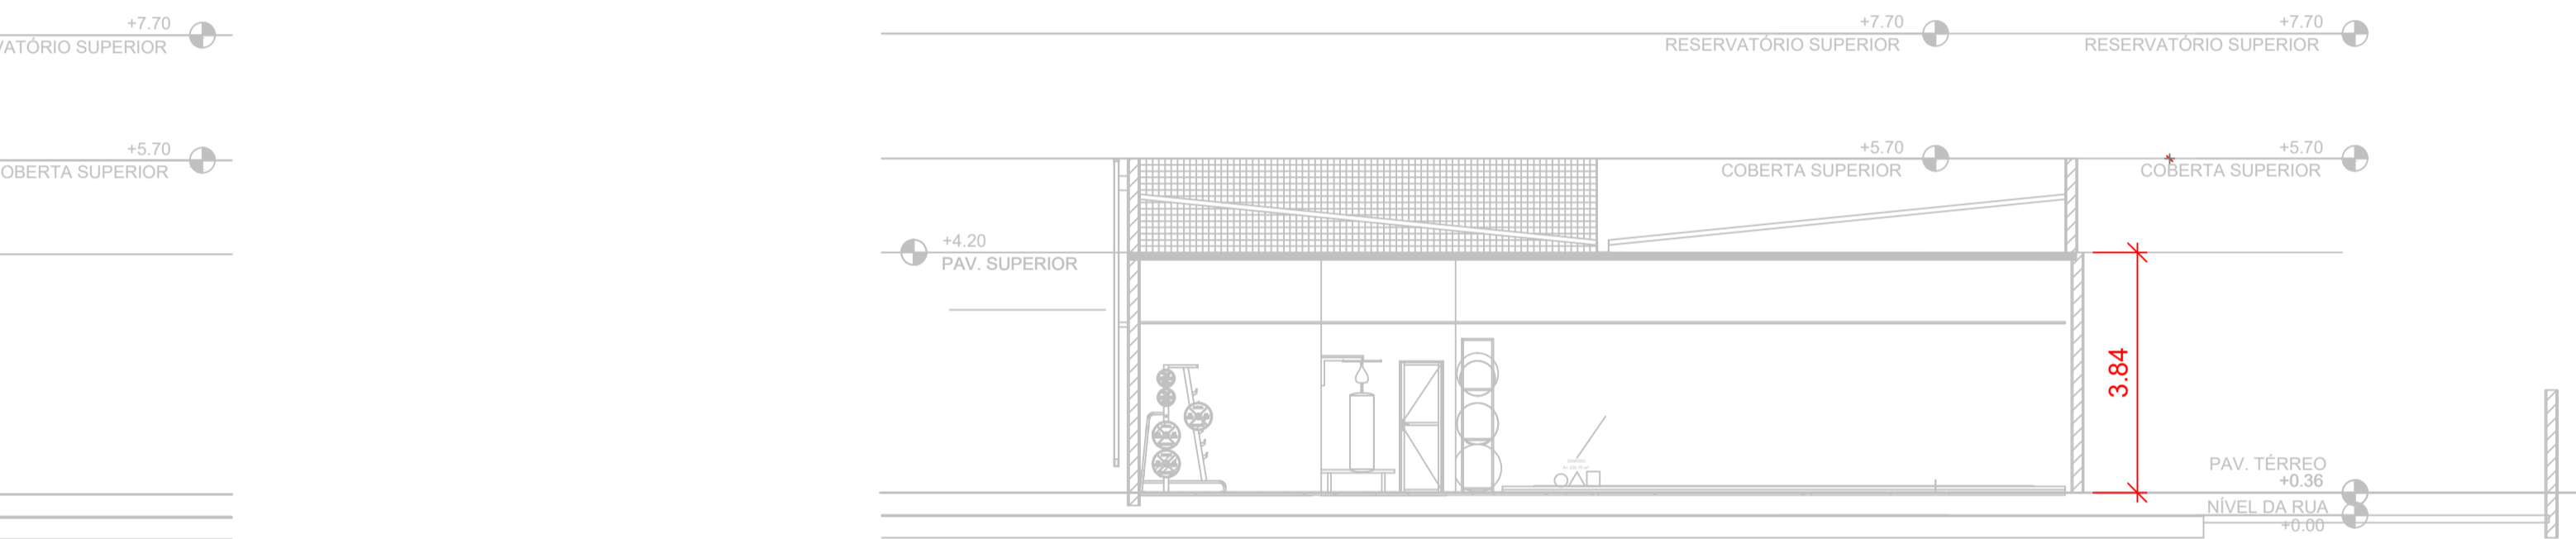 +7.70
VATÓRIO SUPERIOR
+7.70
RESERVATÓRIO SUPERIOR
+7.70
RESERVATÓRIO SUPERIOR
+5.70
OBERTA SUPERIOR
+5.70
COBERTA SUPERIOR
+5.70
COBERTA SUPERIOR
+4.20
PAV. SUPERIOR
3.84
PAV. TÉRREO
+0.36
NÍVEL DA RUA
+0.00